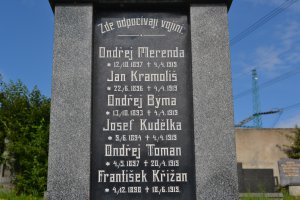 Zde odpočívají vojíni.
Ondřej Merenda
* 12./10. 1897 ✝ 4./4. 1919
Jan Kramoliš
* 22./6. 1896 ✝ 4./4. 1919
Ondřej Byma
* 13./10. 1893 ✝ 4./4. 1919
Josef Kudělka
* 9./6 1894 ✝ 4./4. 1919
Ondřej Toman
* 4./9. 1897 ✝ 20./4. 1919
František Křižan
* 4./12. 1898 ✝ 18./6. 1919.